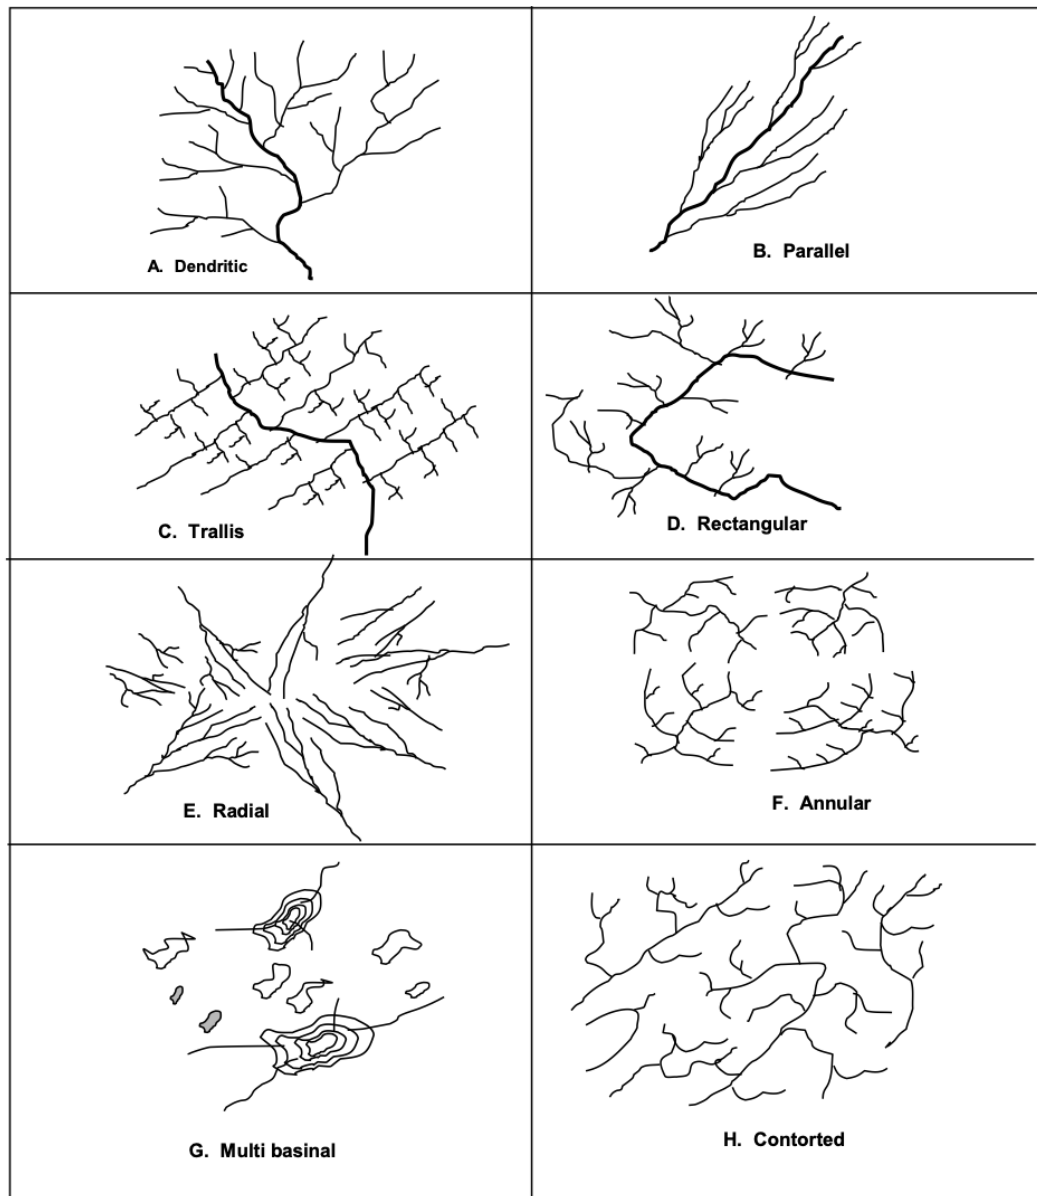 A. Dendritic
B. Parallel
C. Trallis
D. Rectangular
E. Radial
F. Annular
G. Multi basinal
H. Contorted